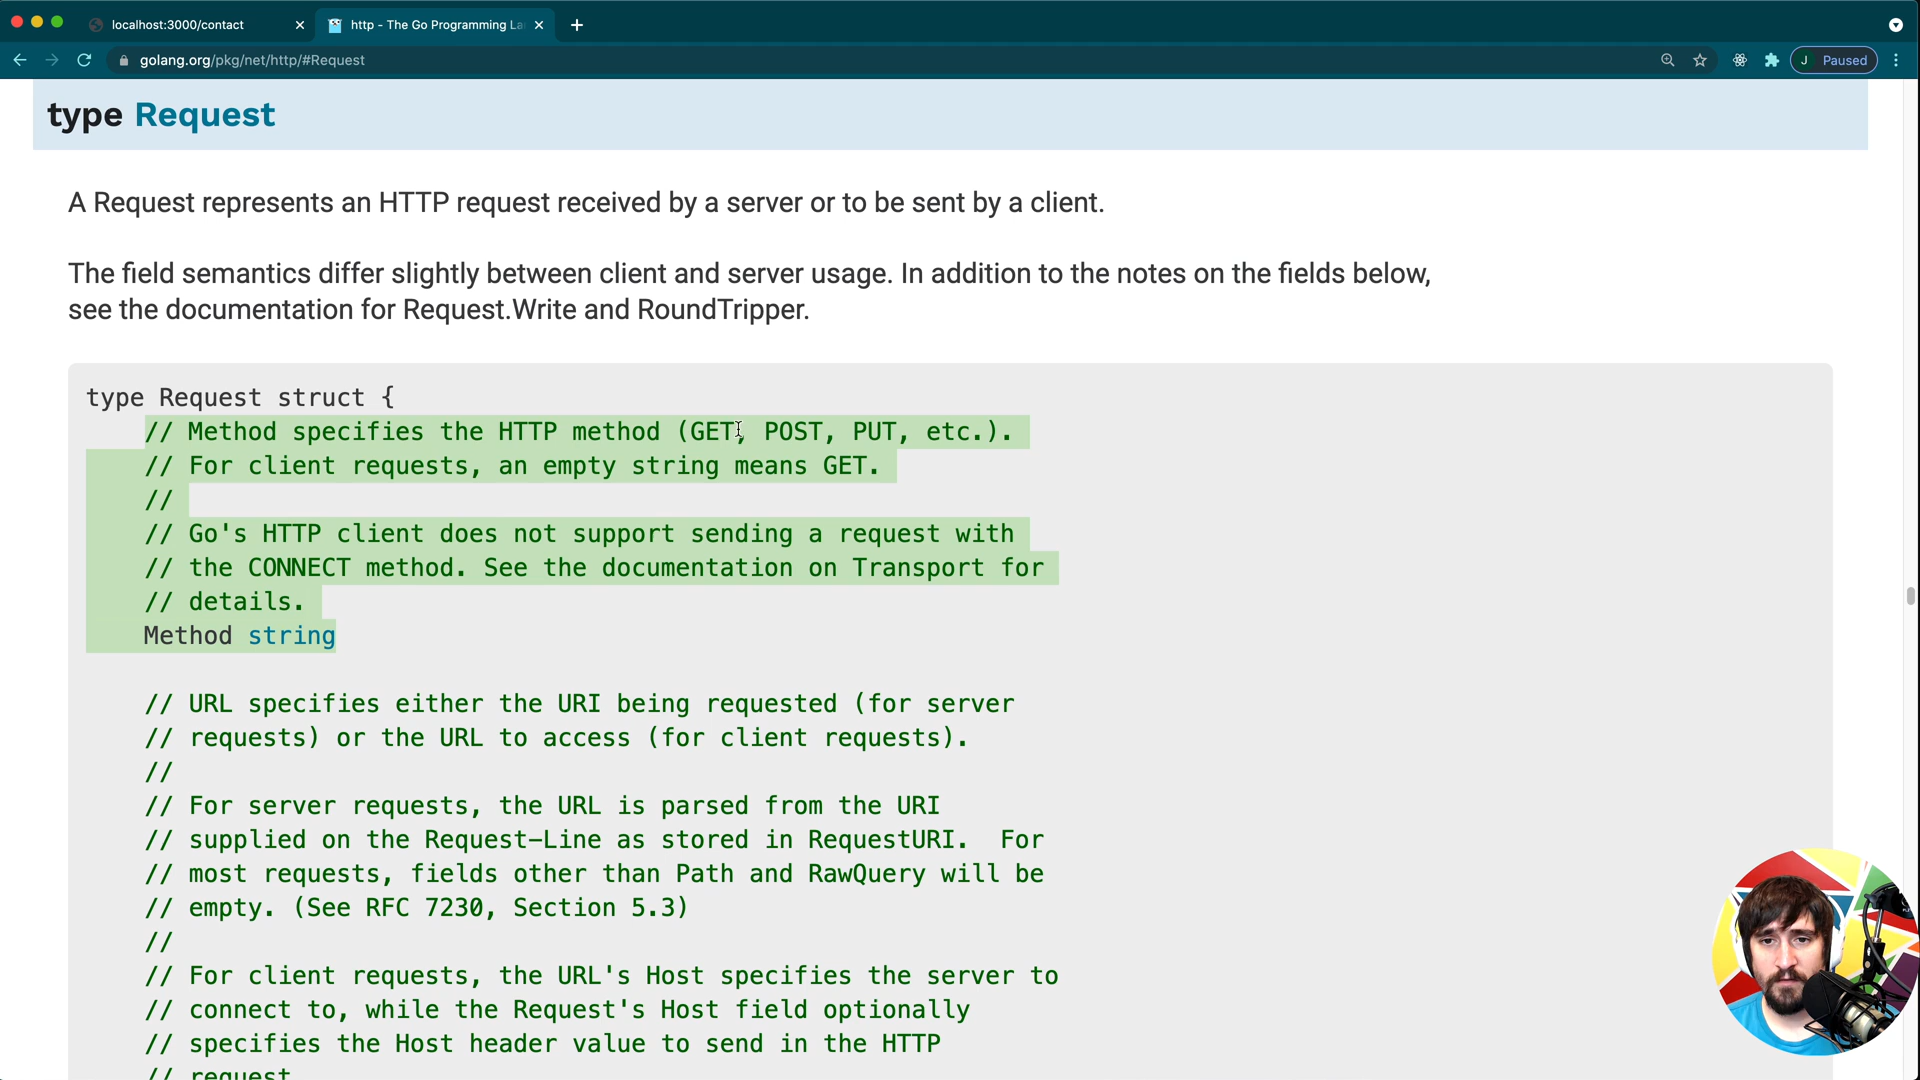 localhost:3000/contact
http - The Go Programming La
golang.org/pkg/net/http/#Request
J Paused
type Request
A Request represents an HTTP request received by a server or to be sent by a client.
The field semantics differ slightly between client and server usage. In addition to the notes on the fields below,
see the documentation for Request.Write and RoundTripper.
type Request struct {
// Method specifies the HTTP method (GET, POST, PUT, etc.).
// For client requests, an empty string means GET.
//
// Go's HTTP client does not support sending a request with
// the CONNECT method. See the documentation on Transport for
// details.
Method string
// URL specifies either the URI being requested (for server
// requests) or the URL to access (for client requests).
//
// For server requests, the URL is parsed from the URI
// supplied on the Request-Line as stored in RequestURI.  For
// most requests, fields other than Path and RawQuery will be
// empty. (See RFC 7230, Section 5.3)
//
// For client requests, the URL's Host specifies the server to
// connect to, while the Request's Host field optionally
// specifies the Host header value to send in the HTTP
// request